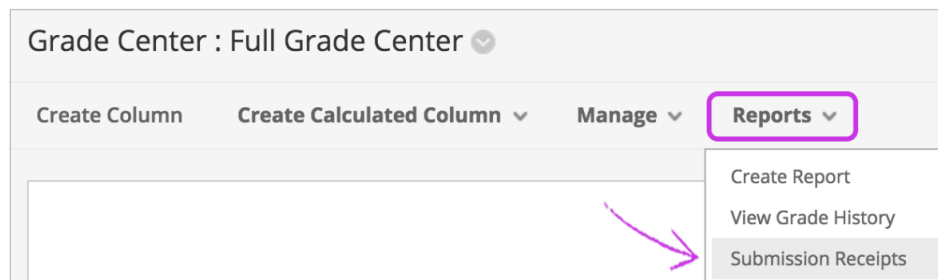 Grade Center : Full Grade Center
Create Column Create Calculated Column Manage Reports
Create Report
View Grade History
Submission Receipts